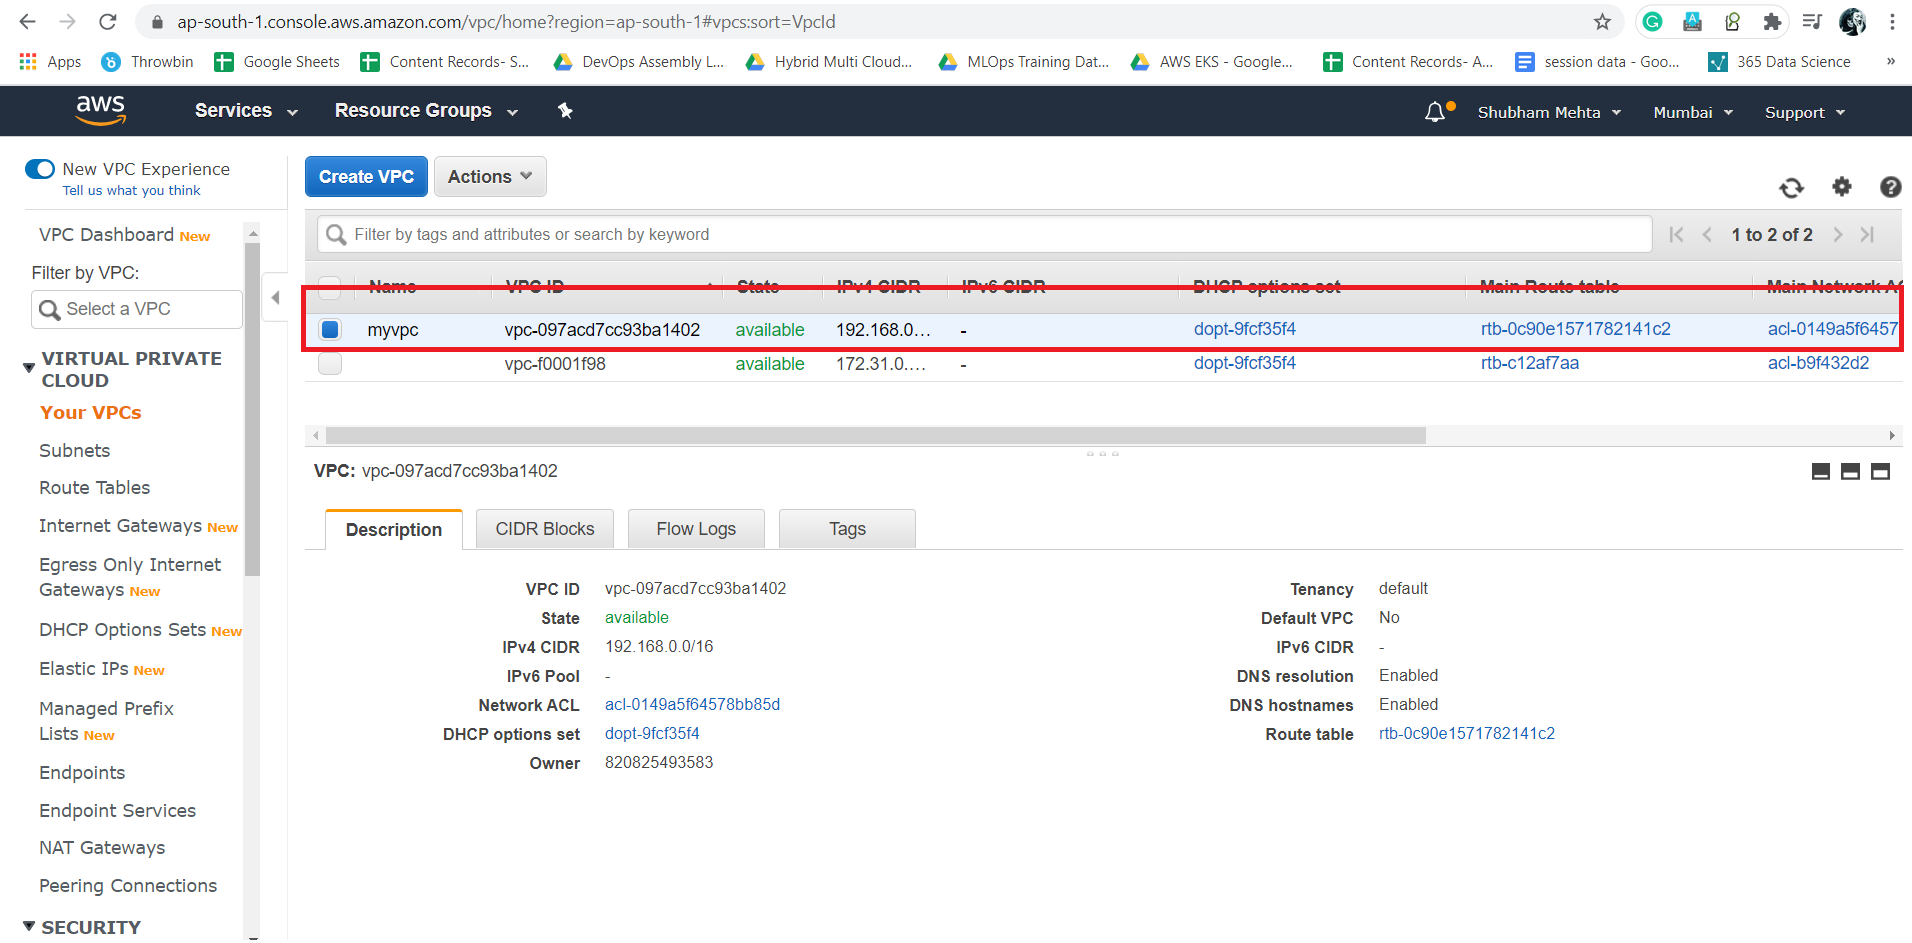 ap-south-1.console.aws.amazon.com/vpc/home?region=ap-south-1#vpcs:sort=VpcId
Apps Throwbin Google Sheets Content Records- S... DevOps Assembly L... Hybrid Multi Cloud... MLOps Training Dat... AWS EKS - Google... Content Records- A... session data - Goo... 365 Data Science »
aws Services Resource Groups Shubham Mehta Mumbai Support
New VPC Experience
Tell us what you think
Create VPC Actions
VPC Dashboard New
Filter by tags and attributes or search by keyword
1 to 2 of 2
Filter by VPC:
Select a VPC
Name VPC ID State IPv4 CIDR IPv6 CIDR DHCP options set Main Route table Main Network AC
myvpc vpc-097acd7cc93ba1402 available 192.168.0... - dopt-9fcf35f4 rtb-0c90e1571782141c2 acl-0149a5f6457
vpc-f0001f98 available 172.31.0.... - dopt-9fcf35f4 rtb-c12af7aa acl-b9f432d2
VIRTUAL PRIVATE
CLOUD
Your VPCs
Subnets
Route Tables
Internet Gateways New
Egress Only Internet
Gateways New
DHCP Options Sets New
Elastic IPs New
Managed Prefix
Lists New
Endpoints
Endpoint Services
NAT Gateways
Peering Connections
SECURITY
VPC: vpc-097acd7cc93ba1402
Description CIDR Blocks Flow Logs Tags
VPC ID vpc-097acd7cc93ba1402
State available
IPv4 CIDR 192.168.0.0/16
IPv6 Pool -
Network ACL acl-0149a5f64578bb85d
DHCP options set dopt-9fcf35f4
Owner 820825493583
Tenancy default
Default VPC No
IPv6 CIDR -
DNS resolution Enabled
DNS hostnames Enabled
Route table rtb-0c90e1571782141c2